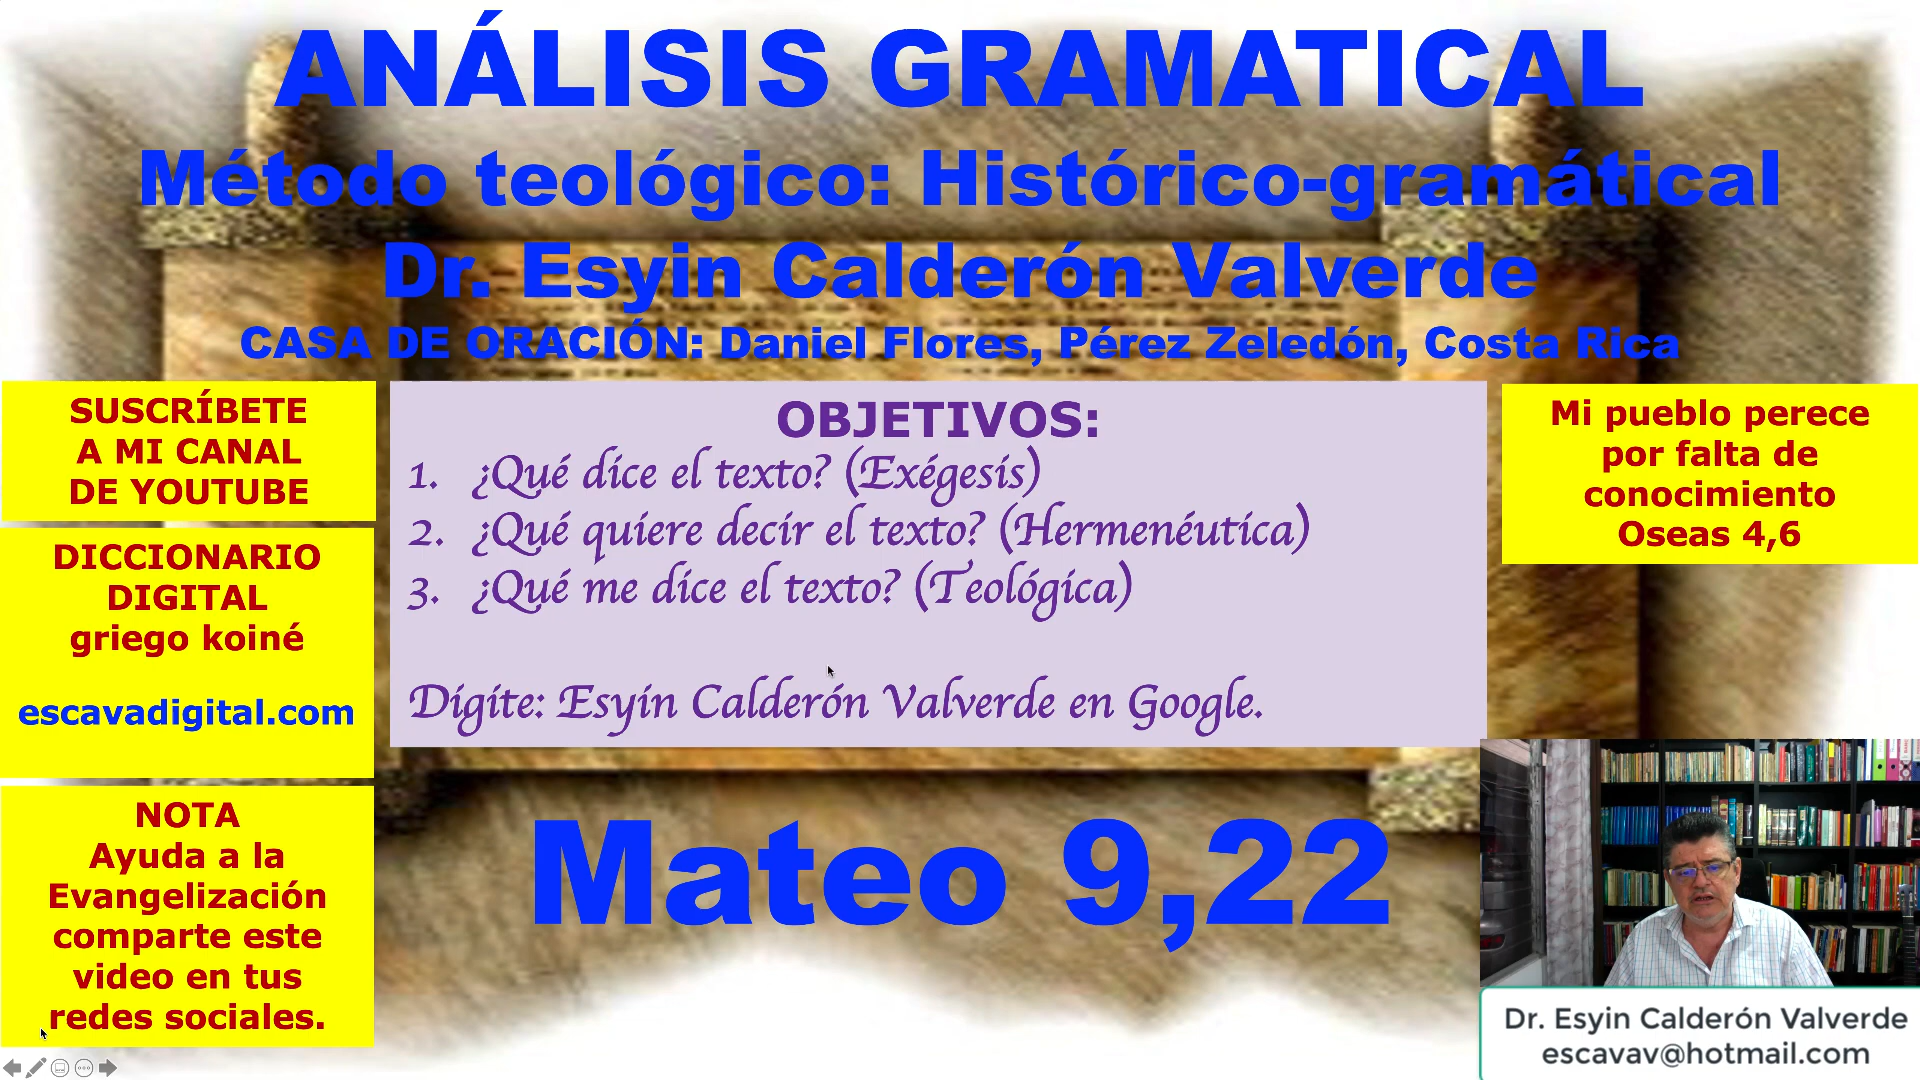 ANÁLISIS GRAMATICAL
Método teológico: Histórico-gramátical
Dr. Esyin Calderón Valverde
CASA DE ORACIÓN: Daniel Flores, Pérez Zeledón, Costa Rica
SUSCRÍBETE
A MI CANAL
DE YOUTUBE
DICCIONARIO
DIGITAL
griego koiné
escavadigital.com
NOTA
Ayuda a la
Evangelización
comparte este
video en tus
redes sociales.
OBJETIVOS:
1. ¿Qué dice el texto? (Exégesis)
2. ¿Qué quiere decir el texto? (Hermenéutica)
3. ¿Qué me dice el texto? (Teológica)
Digite: Esyin Calderón Valverde en Google.
Mateo 9,22
Mi pueblo perece
por falta de
conocimiento
Oseas 4,6
Dr. Esyin Calderón Valverde
escavav@hotmail.com